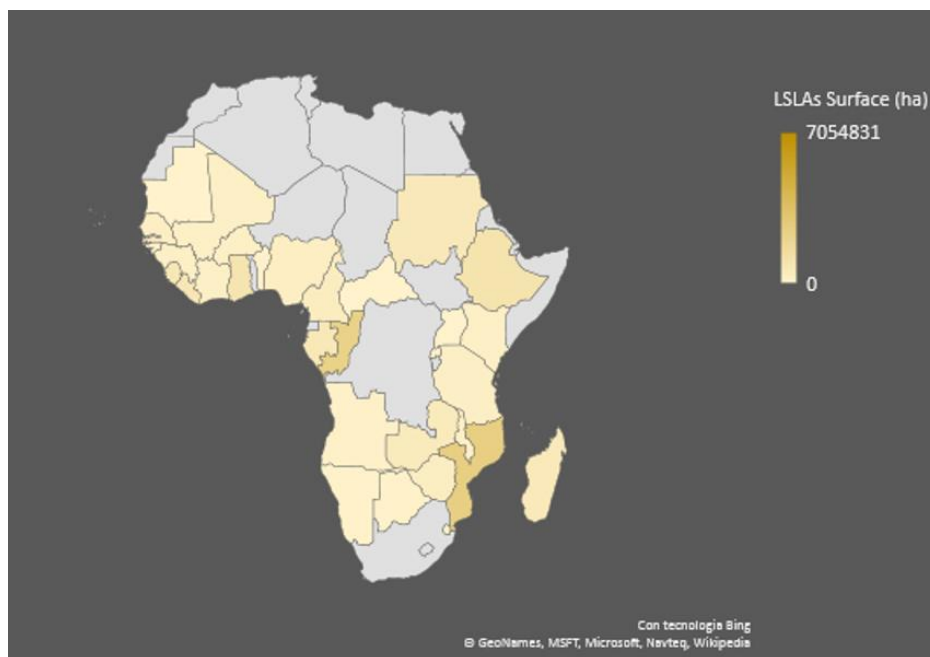 LSLAs Surface (ha)
7054831
0
Con tecnologia Bing
© GeoNames, MSFT, Microsoft, Navteq, Wikipedia